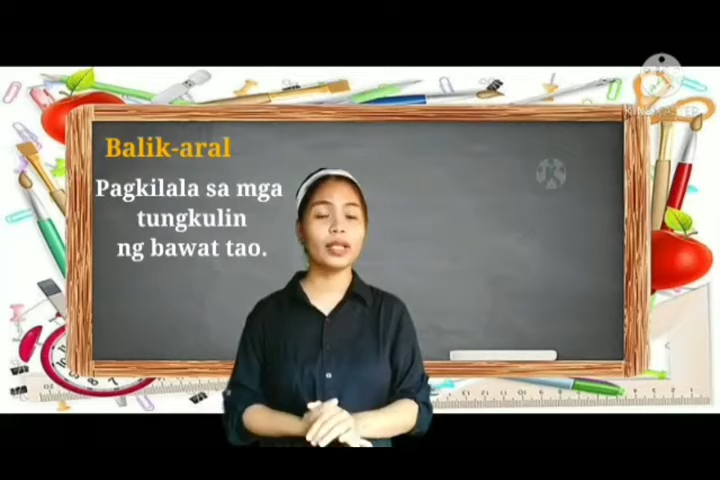 Balik-aral
Pagkilala sa mga
tungkulin
ng bawat tao.